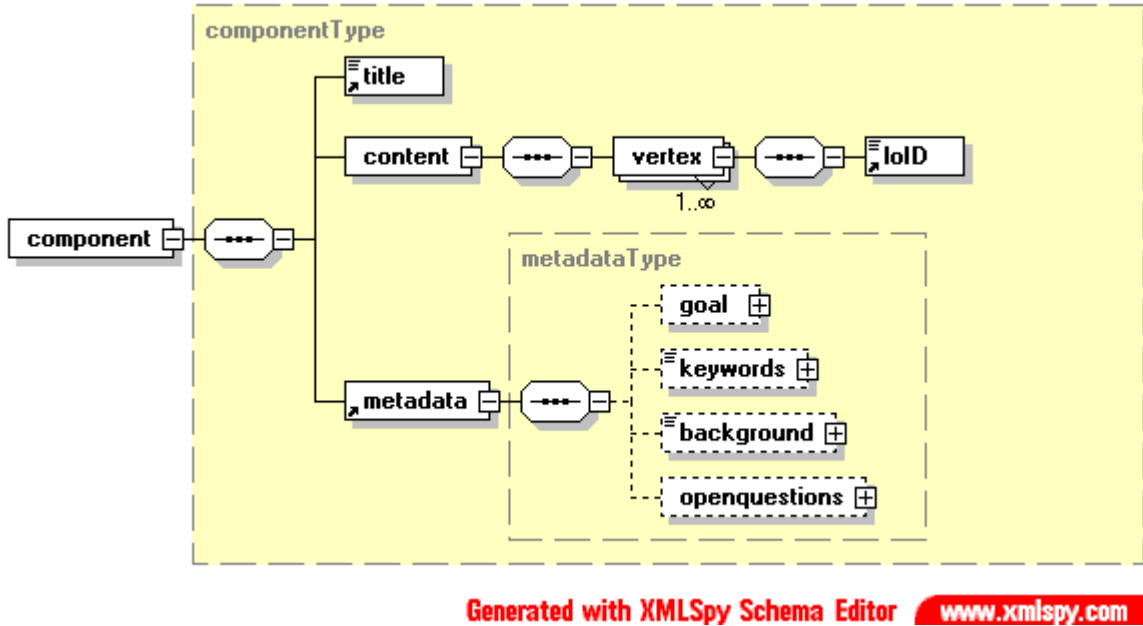 componentType
title
content
vertex
loID
1..∞
component
metadataType
goal
keywords
metadata
background
openquestions
Generated with XMLSpy Schema Editor www.xmlspy.com